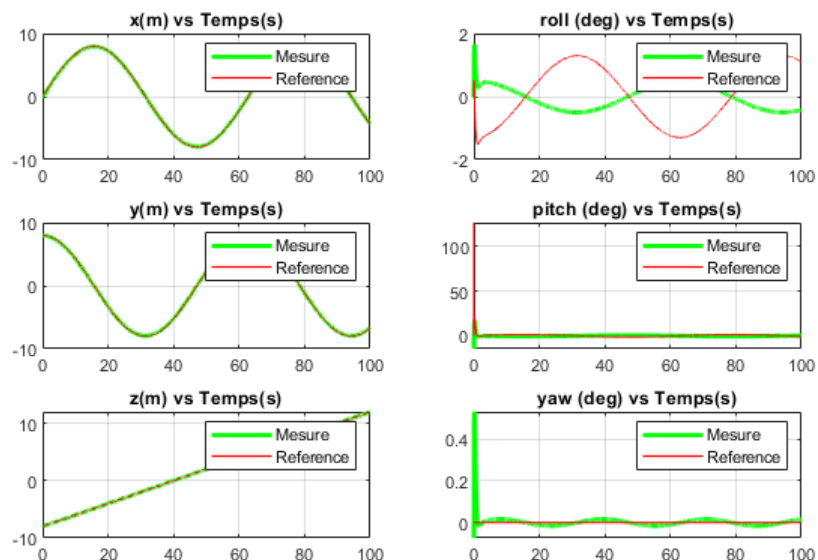 x(m) vs Temps(s)
10
0
-10
Mesure
Reference
0 20 40 60 80 100
roll (deg) vs Temps(s)
2
0
-2
Mesure
Reference
0 20 40 60 80 100
y(m) vs Temps(s)
10
0
-10
Mesure
Reference
0 20 40 60 80 100
pitch (deg) vs Temps(s)
100
50
0
Mesure
Reference
0 20 40 60 80 100
z(m) vs Temps(s)
10
0
-10
Mesure
Reference
0 20 40 60 80 100
yaw (deg) vs Temps(s)
0.4
0.2
0
Mesure
Reference
0 20 40 60 80 100